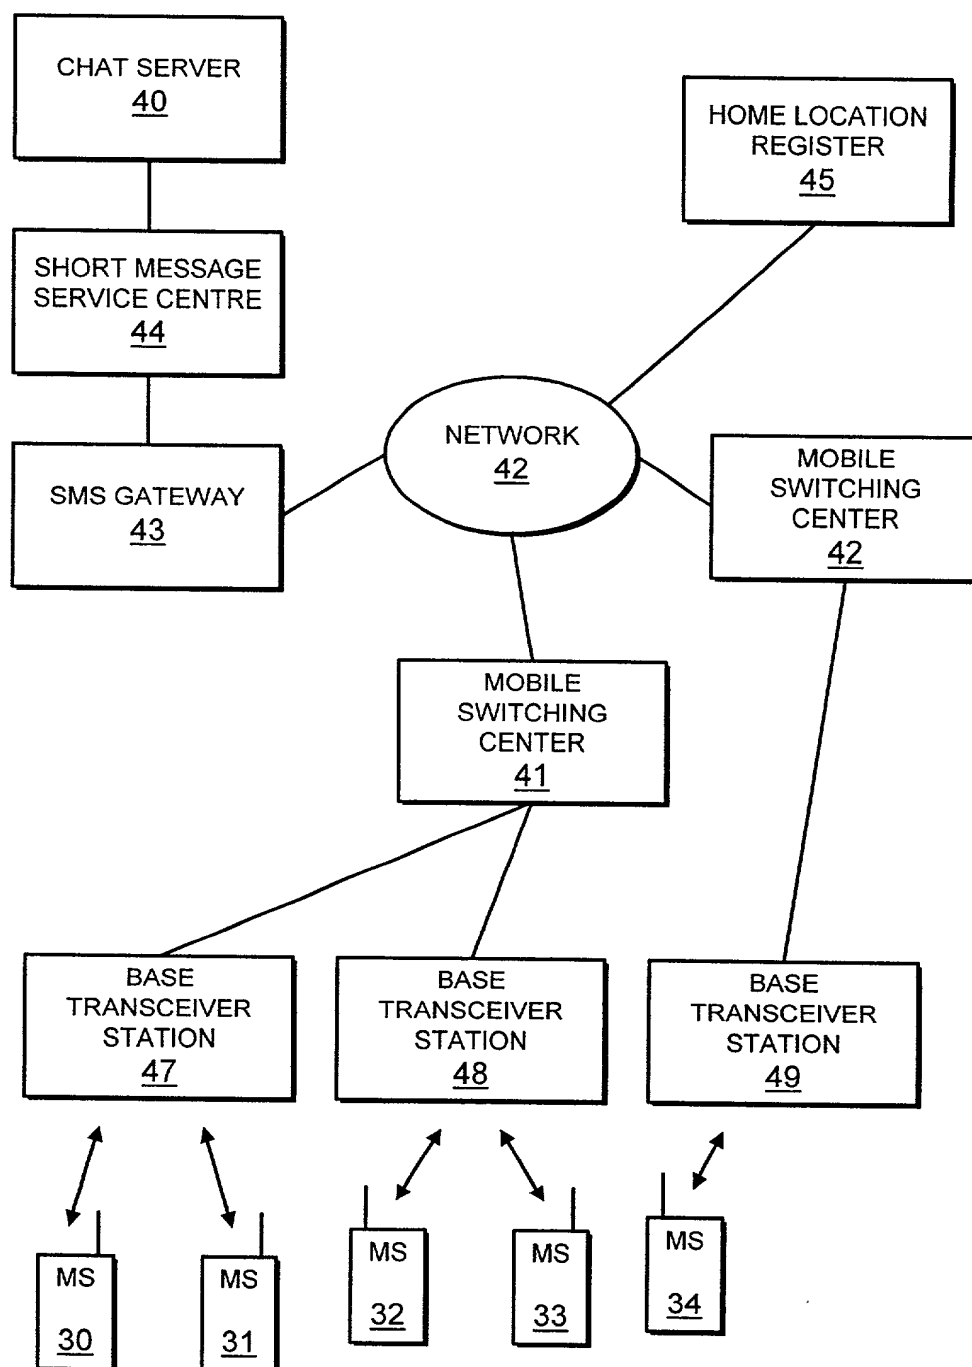 CHAT SERVER
40
HOME LOCATION
REGISTER
45
SHORT MESSAGE
SERVICE CENTRE
44
NETWORK
42
SMS GATEWAY
43
MOBILE
SWITCHING
CENTER
42
MOBILE
SWITCHING
CENTER
41
BASE
TRANSCEIVER
STATION
47
BASE
TRANSCEIVER
STATION
48
BASE
TRANSCEIVER
STATION
49
MS
30
MS
31
MS
32
MS
33
MS
34